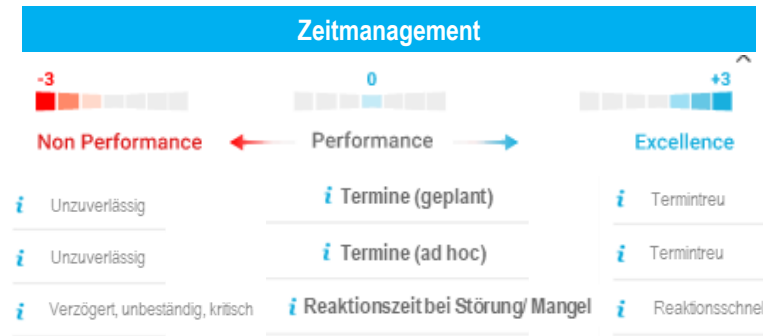 Zeitmanagement
-3 0 +3
Non Performance Performance Excellence
i Unzuverlässig i Termine (geplant) i Termintreu
i Unzuverlässig i Termine (ad hoc) i Termintreu
i Verzögert, unbeständig, kritisch i Reaktionszeit bei Störung/ Mangel i Reaktionsschnel